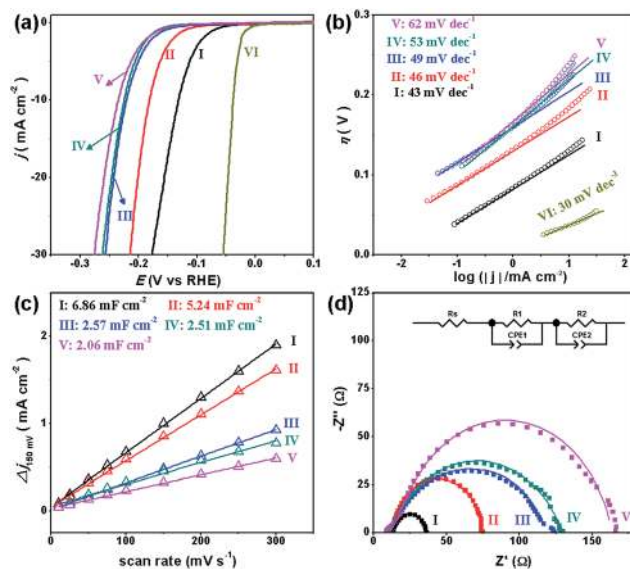 (a)
I
II
III
IV
V
VI
0
-10
-20
-30
j (mA cm⁻²)
-0.3
-0.2
-0.1
0.0
0.1
E (V vs RHE)
(b)
V: 62 mV dec⁻¹
IV: 53 mV dec⁻¹
III: 49 mV dec⁻¹
II: 46 mV dec⁻¹
I: 43 mV dec⁻¹
V
IV
III
II
I
VI: 30 mV dec⁻¹
0.3
0.2
0.1
0.0
η (V)
-2
-1
0
1
2
log (|j|/mA cm⁻²)
(c)
I: 6.86 mF cm⁻² II: 5.24 mF cm⁻²
III: 2.57 mF cm⁻² IV: 2.51 mF cm⁻²
V: 2.06 mF cm⁻²
I
II
III
IV
V
2
1
0
Δj₁₅₀ mV (mA cm⁻²)
0 50 100 150 200 250 300 350
scan rate (mV s⁻¹)
(d)
Rs R1 R2
CPE1 CPE2
I II III IV V
125
100
75
50
25
0
-Z'' (Ω)
0 50 100 150
Z' (Ω)